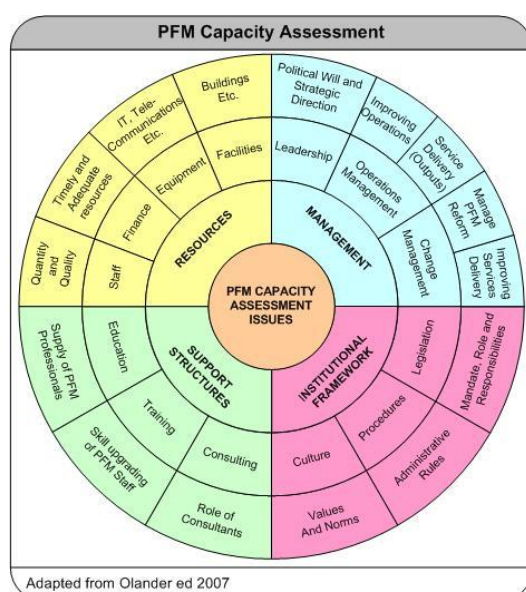 PFM Capacity Assessment
PFM CAPACITY
ASSESSMENT
ISSUES
RESOURCES
MANAGEMENT
INSTITUTIONAL
FRAMEWORK
SUPPORT
STRUCTURES
Staff
Finance
Equipment
Facilities
Leadership
Operations
Management
Change
Management
Legislation
Procedures
Culture
Consulting
Training
Education
Quantity
and
Quality
Timely and
Adequate
resources
IT, Tele-
Communications
Etc.
Buildings
Etc.
Political Will and
Strategic
Direction
Improving
Operations
Service
Delivery
(Outputs)
Manage
PFM
Reform
Improving
Services
Delivery
Mandate, Role and
Responsibilities
Administrative
Rules
Values
And Norms
Role of
Consultants
Skill upgrading
of PFM Staff
Supply of PFM
Professionals
Adapted from Olander ed 2007